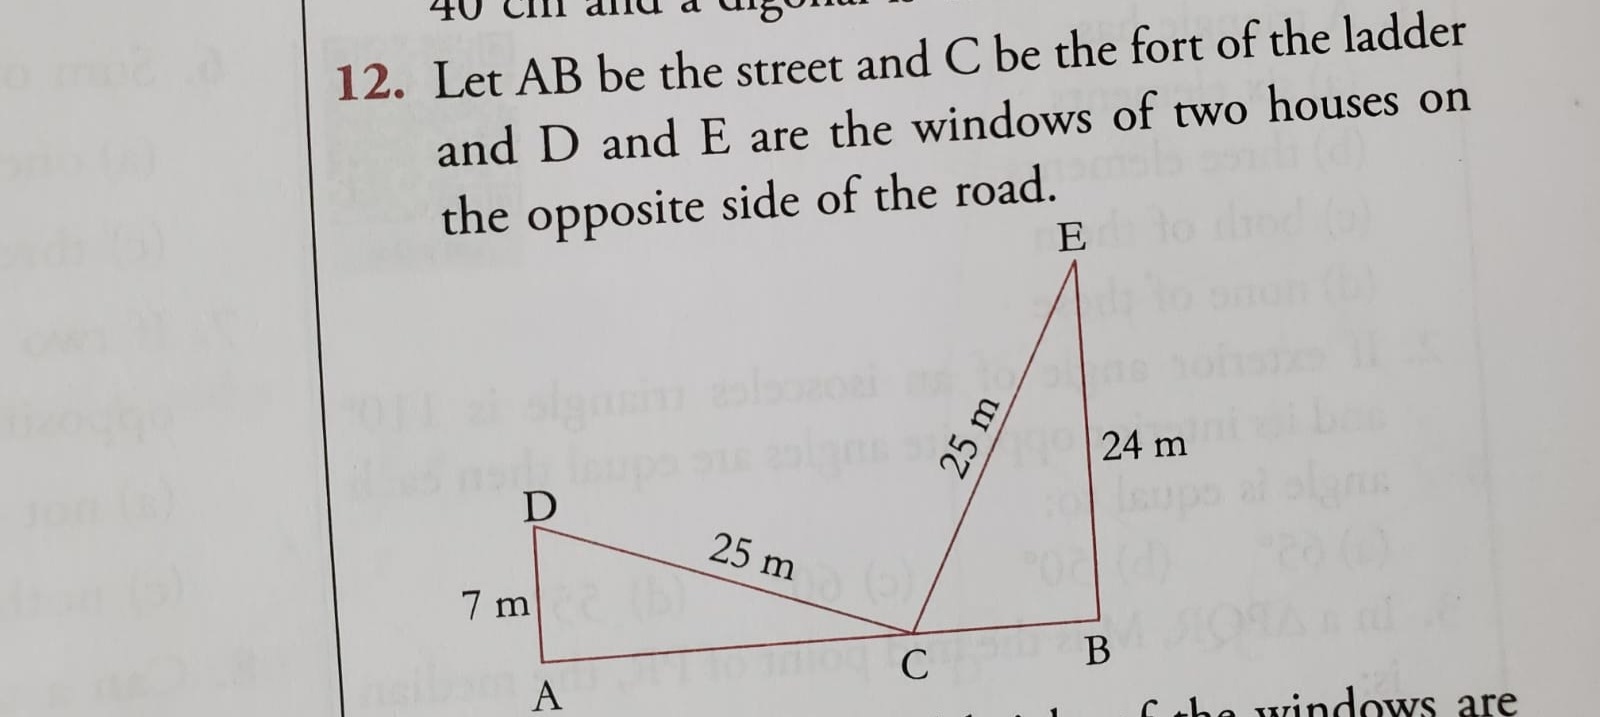 40 cm and a
12. Let AB be the street and C be the fort of the ladder
and D and E are the windows of two houses on
the opposite side of the road.
E
25 m
24 m
D
25 m
7 m
C
B
A
the windows are